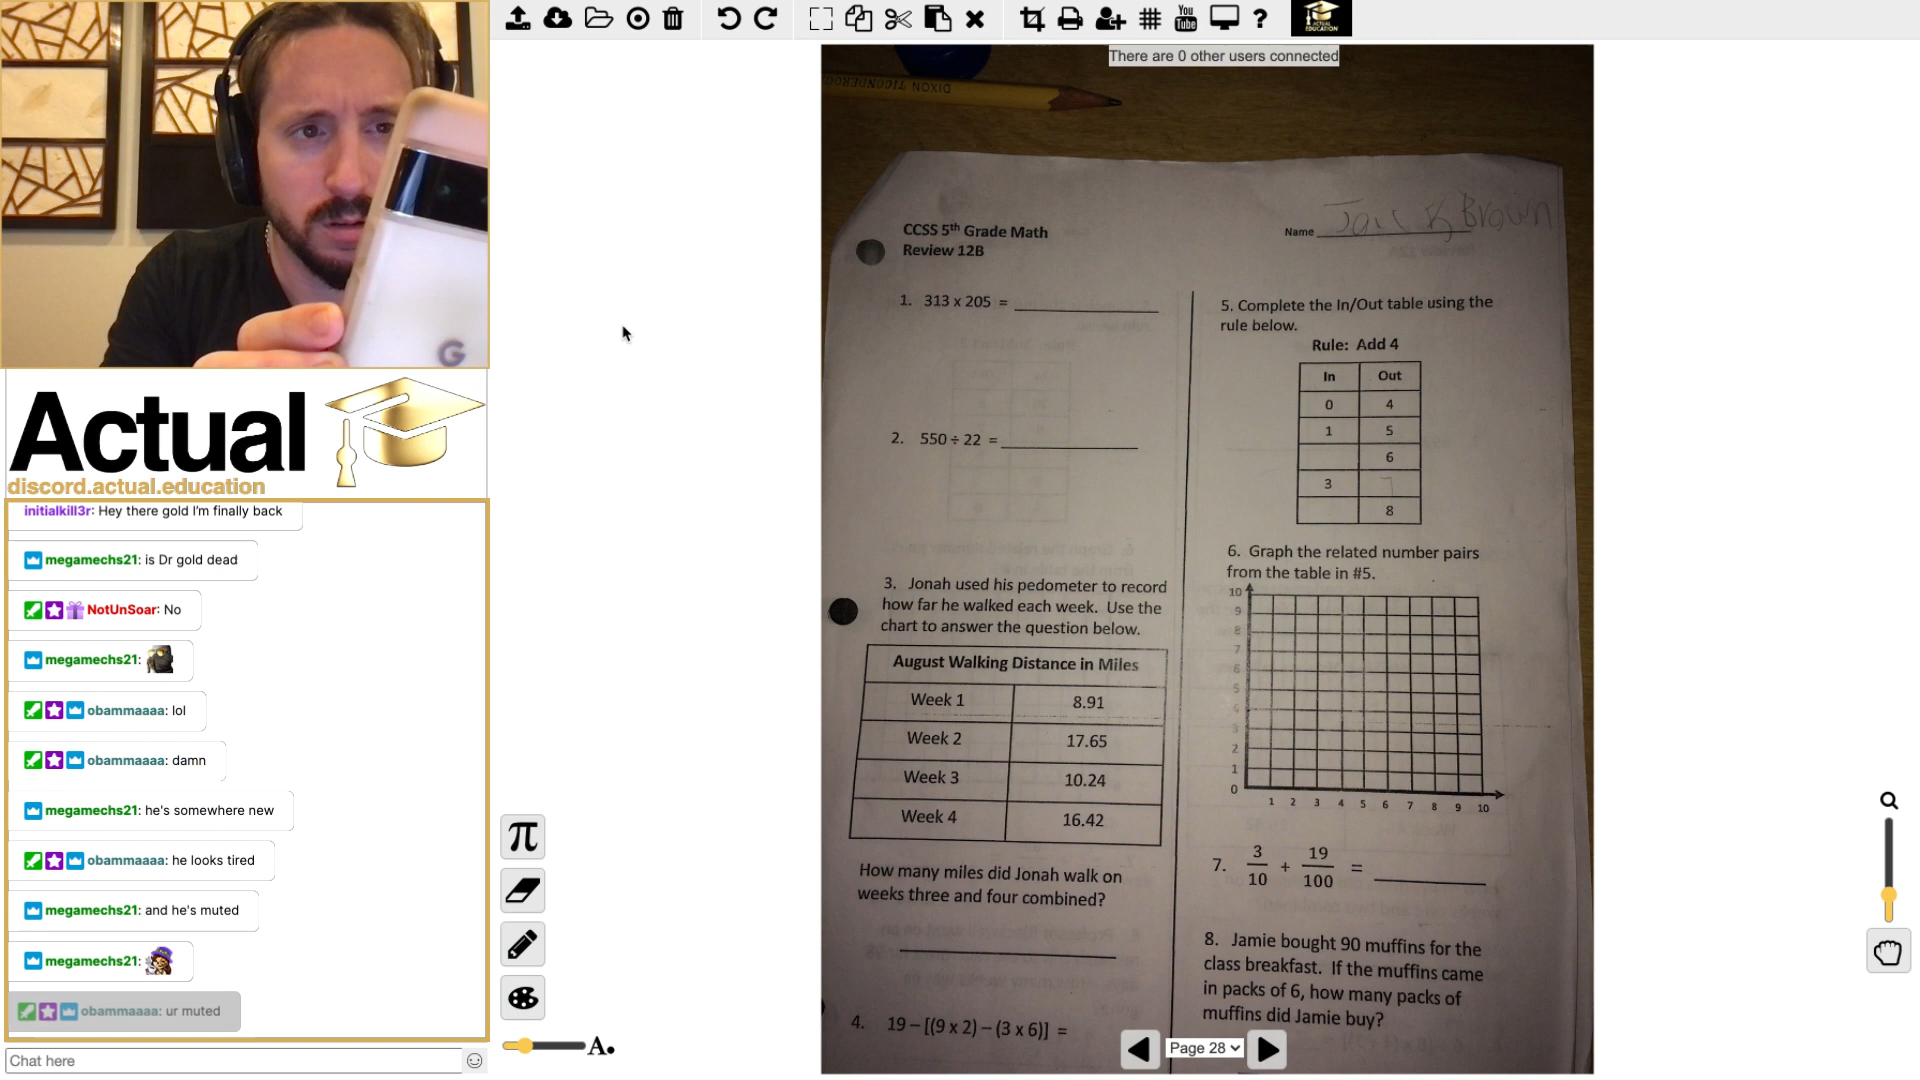 There are 0 other users connected
You
Tube
ACTUAL
EDUCATION
G
Actual
discord.actual.education
initialkill3r: Hey there gold I'm finally back
megamechs21: is Dr gold dead
NotUnSoar: No
megamechs21:
obammaaaa: lol
obammaaaa: damn
megamechs21: he's somewhere new
obammaaaa: he looks tired
megamechs21: and he's muted
megamechs21:
obammaaaa: ur muted
Chat here
π
A
DIXON TICONDEROG
CCSS 5th Grade Math
Review 12B
Name Brown
1. 313 x 205 =
2. 550 ÷ 22 =
3. Jonah used his pedometer to record
how far he walked each week. Use the
chart to answer the question below.
August Walking Distance in Miles
Week 1 8.91
Week 2 17.65
Week 3 10.24
Week 4 16.42
How many miles did Jonah walk on
weeks three and four combined?
4. 19 – [(9 x 2) – (3 x 6)] =
5. Complete the In/Out table using the
rule below.
Rule: Add 4
In Out
0 4
1 5
6
3 7
8
6. Graph the related number pairs
from the table in #5.
10
9
8
7
6
5
4
3
2
1
0
1 2 3 4 5 6 7 8 9 10
7. 3/10 + 19/100 =
8. Jamie bought 90 muffins for the
class breakfast. If the muffins came
in packs of 6, how many packs of
muffins did Jamie buy?
Page 28